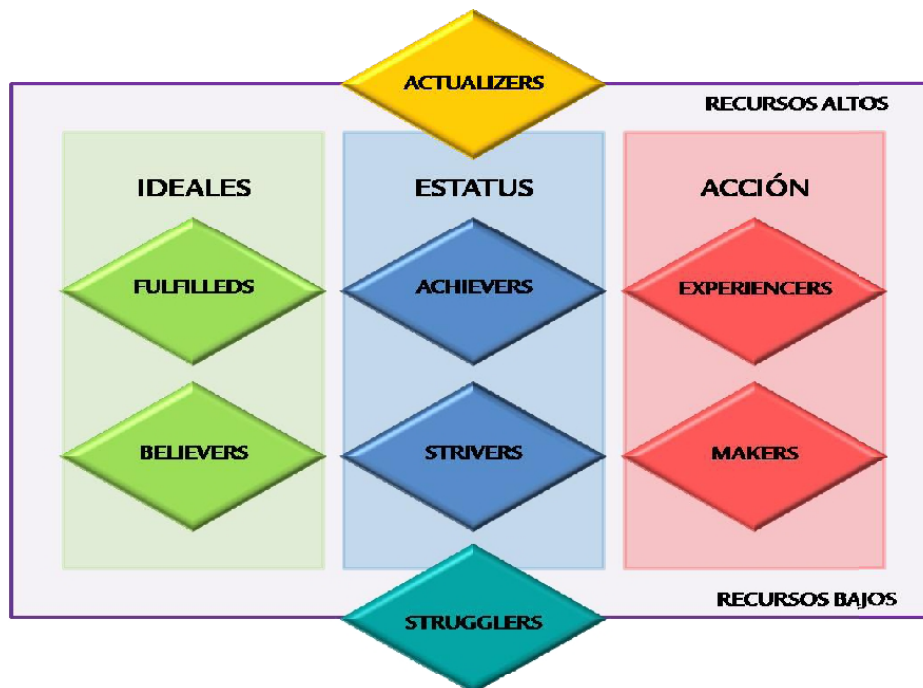 ACTUALIZERS
RECURSOS ALTOS
IDEALES
ESTATUS
ACCIÓN
FULFILLEDS
ACHIEVERS
EXPERIENCERS
BELIEVERS
STRIVERS
MAKERS
RECURSOS BAJOS
STRUGGLERS